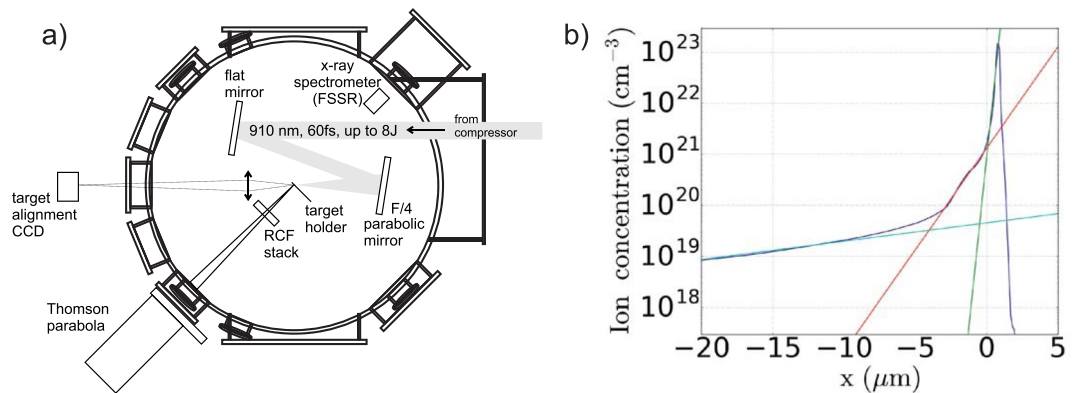 a)
flat
mirror
x-ray
spectrometer
(FSSR)
910 nm, 60fs, up to 8J
from
compressor
target
alignment
CCD
RCF
stack
target
holder
F/4
parabolic
mirror
Thomson
parabola
b)
Ion concentration (cm⁻³)
10²³
10²²
10²¹
10²⁰
10¹⁹
10¹⁸
−20 −15 −10 −5 0 5
x (μm)